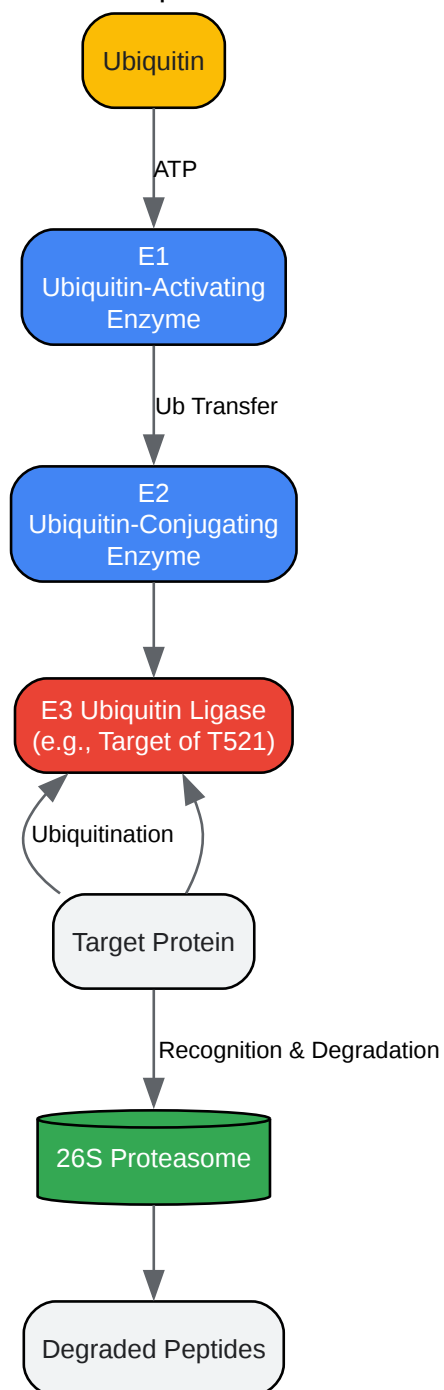 Ubiquitin
ATP
E1
Ubiquitin-Activating
Enzyme
Ub Transfer
E2
Ubiquitin-Conjugating
Enzyme
E3 Ubiquitin Ligase
(e.g., Target of T521)
Ubiquitination
Target Protein
Recognition & Degradation
26S Proteasome
Degraded Peptides